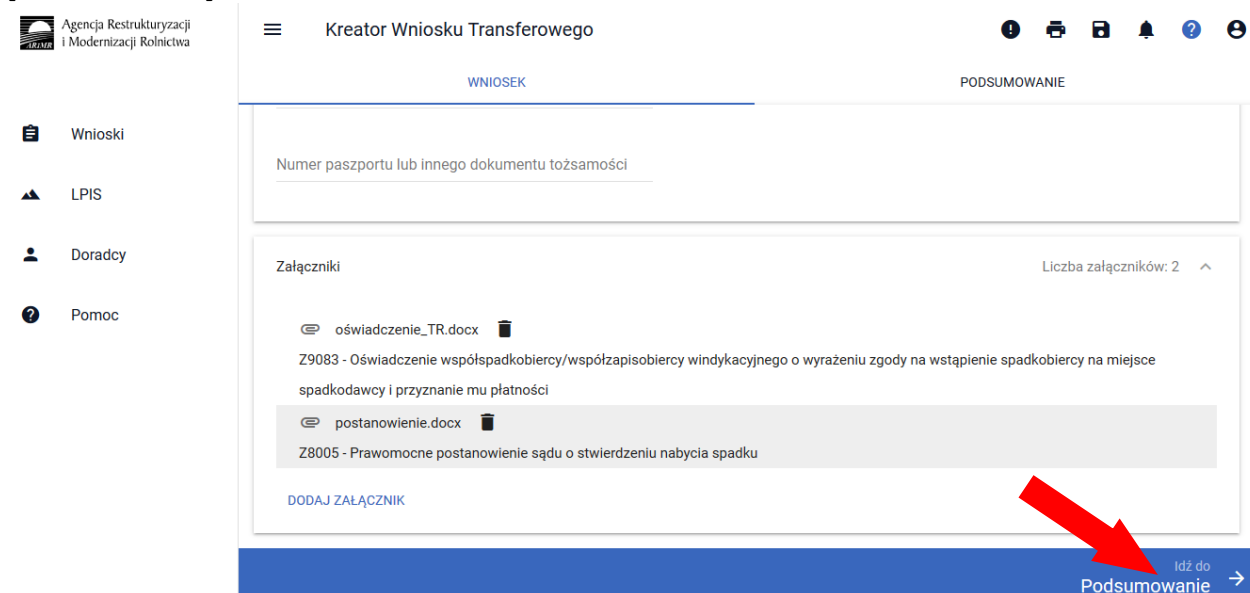 Agencja Restrukturyzacji
i Modernizacji Rolnictwa
ARiMR
Kreator Wniosku Transferowego
WNIOSEK
PODSUMOWANIE
Wnioski
LPIS
Doradcy
Pomoc
Numer paszportu lub innego dokumentu tożsamości
Załączniki
Liczba załączników: 2
oświadczenie_TR.docx
Z9083 - Oświadczenie współspadkobiercy/współzapisobiercy windykacyjnego o wyrażeniu zgody na wstąpienie spadkobiercy na miejsce
spadkodawcy i przyznanie mu płatności
postanowienie.docx
Z8005 - Prawomocne postanowienie sądu o stwierdzeniu nabycia spadku
DODAJ ZAŁĄCZNIK
Idź do
Podsumowanie